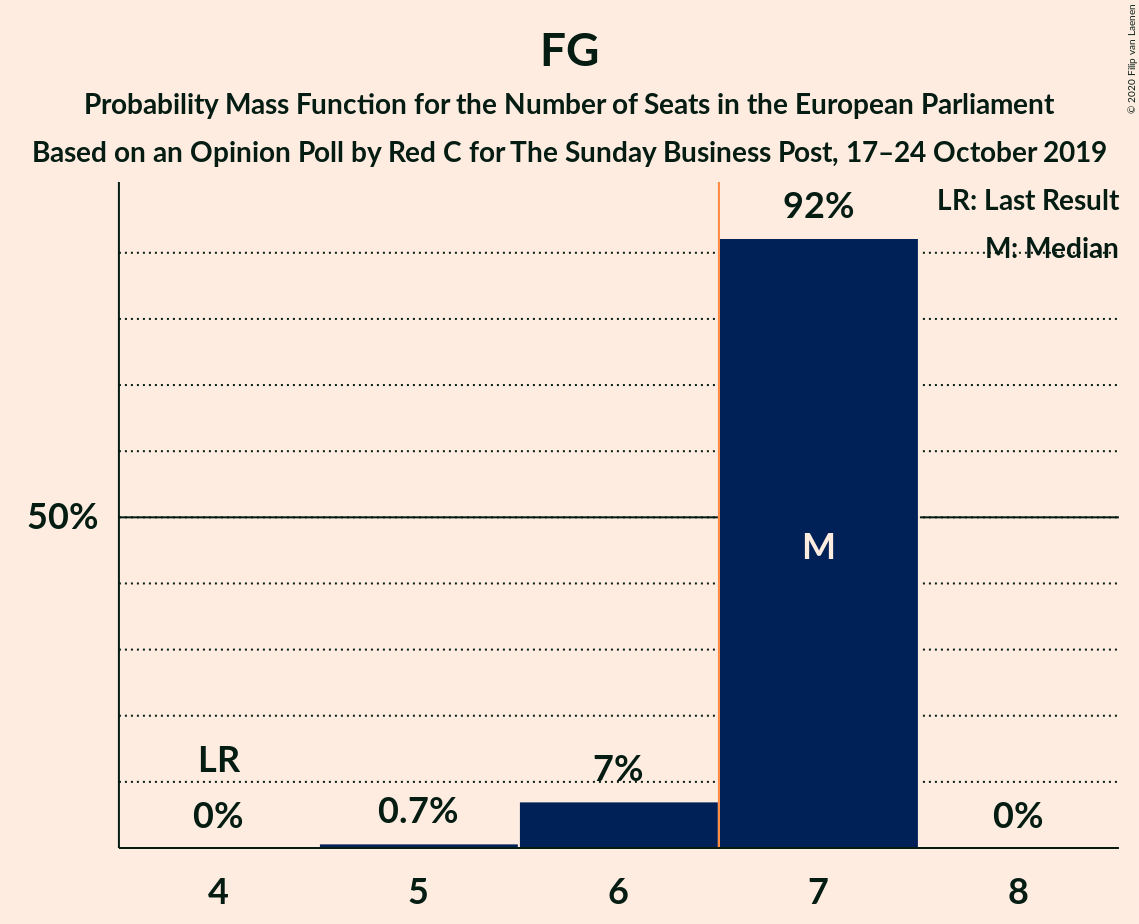 FG
Probability Mass Function for the Number of Seats in the European Parliament
Based on an Opinion Poll by Red C for The Sunday Business Post, 17–24 October 2019
© 2020 Filip van Laenen
LR: Last Result
M: Median
92%
50%
M
LR
0%
0.7%
7%
0%
4
5
6
7
8